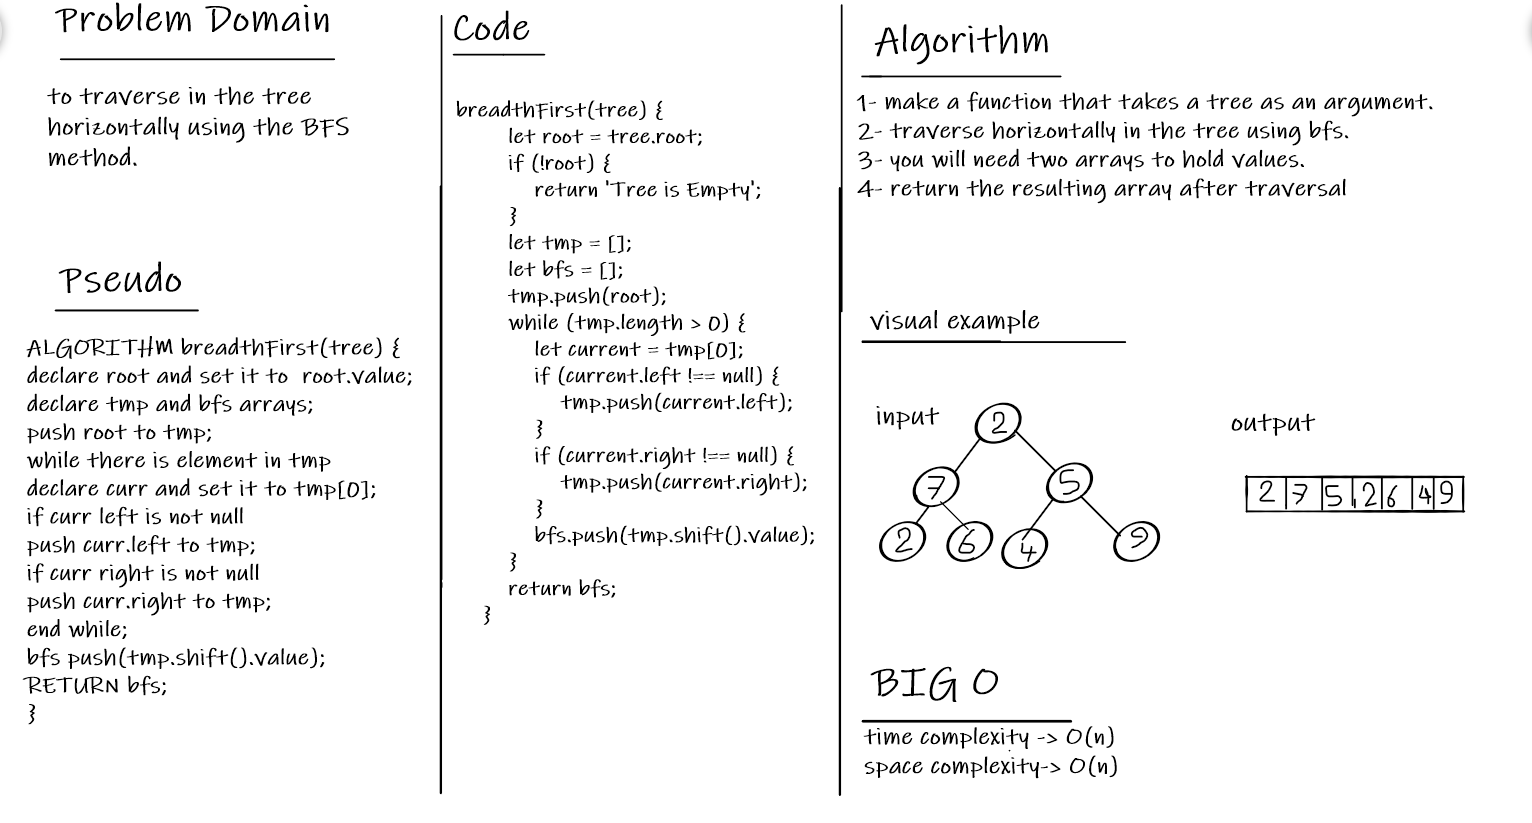 Problem Domain
to traverse in the tree
horizontally using the BFS
method.
Pseudo
ALGORITHM breadthFirst(tree) {
declare root and set it to root.value;
declare tmp and bfs arrays;
push root to tmp;
while there is element in tmp
declare curr and set it to tmp[0];
if curr left is not null
push curr.left to tmp;
if curr right is not null
push curr.right to tmp;
end while;
bfs push(tmp.shift().value);
RETURN bfs;
}
Code
breadthFirst(tree) {
let root = tree.root;
if (!root) {
return 'Tree is Empty';
}
let tmp = [];
let bfs = [];
tmp.push(root);
while (tmp.length > 0) {
let current = tmp[0];
if (current.left !== null) {
tmp.push(current.left);
}
if (current.right !== null) {
tmp.push(current.right);
}
bfs.push(tmp.shift().value);
}
return bfs;
}
Algorithm
1- make a function that takes a tree as an argument.
2- traverse horizontally in the tree using bfs.
3- you will need two arrays to hold values.
4- return the resulting array after traversal
visual example
input
2
7 5
2 6 4 9
output
2 7 5 2 6 4 9
BIG O
time complexity -> O(n)
space complexity-> O(n)